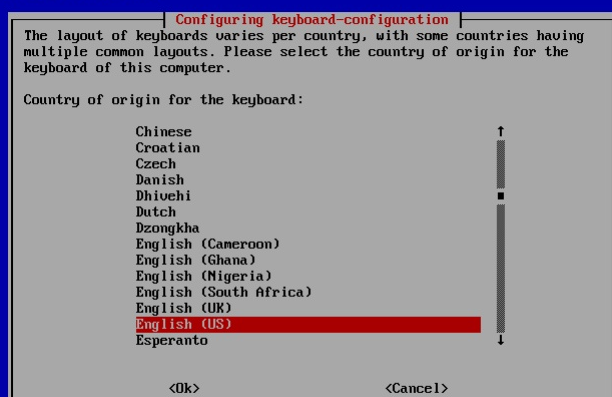 Configuring keyboard-configuration
The layout of keyboards varies per country, with some countries having
multiple common layouts. Please select the country of origin for the
keyboard of this computer.
Country of origin for the keyboard:
Chinese
Croatian
Czech
Danish
Dhivehi
Dutch
Dzongkha
English (Cameroon)
English (Ghana)
English (Nigeria)
English (South Africa)
English (UK)
English (US)
Esperanto
<Ok> <Cancel>